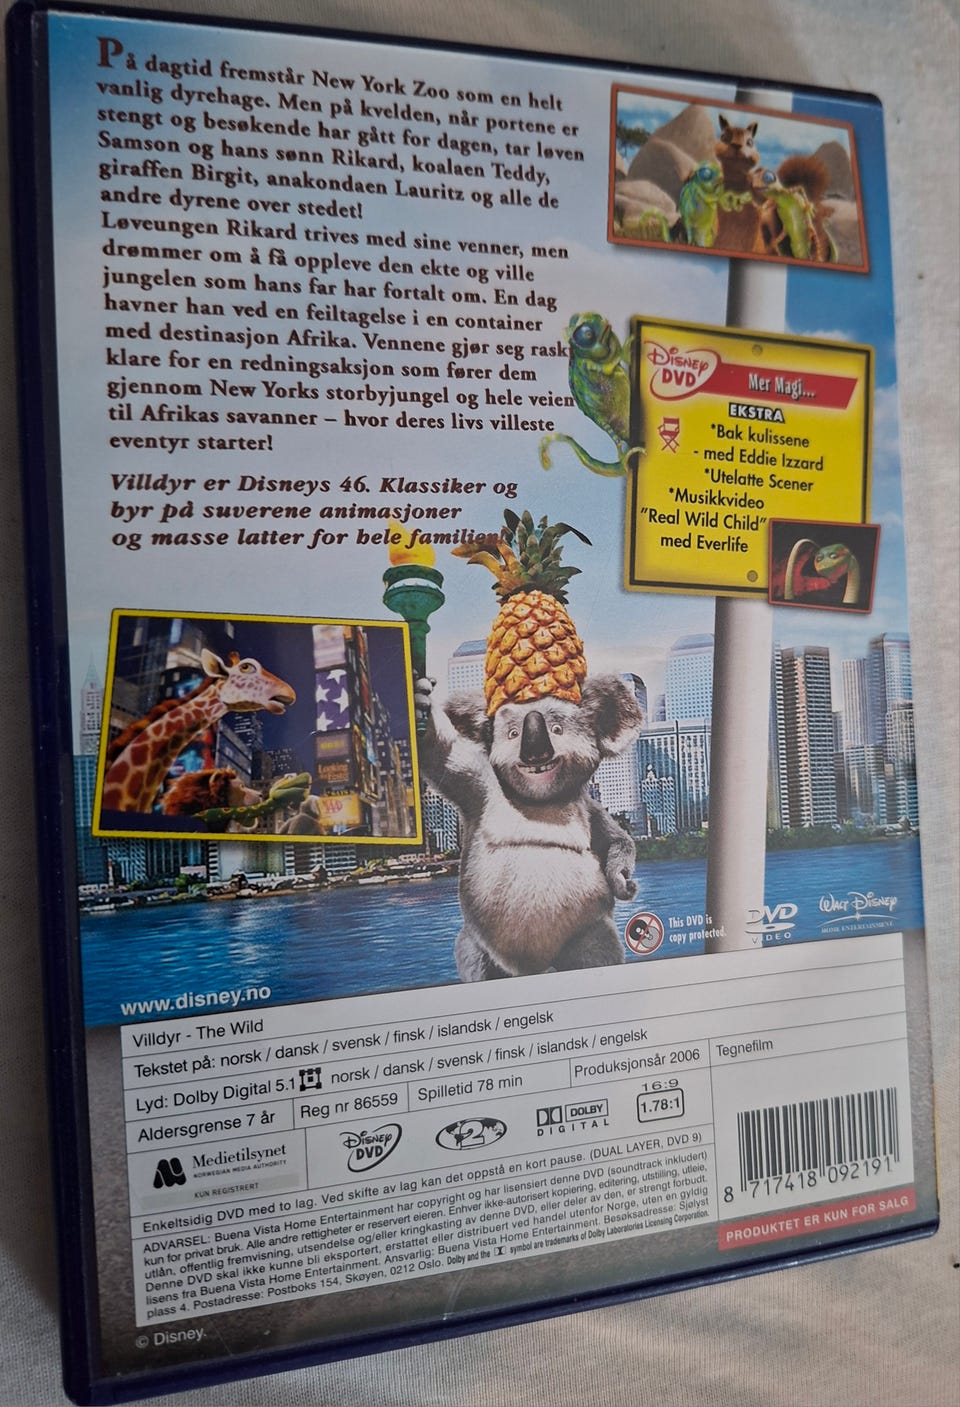 På dagtid fremstår New York Zoo som en helt
vanlig dyrehage. Men på kvelden, når portene er
stengt og besøkende har gått for dagen, tar løven
Samson og hans sønn Rikard, koalaen Teddy,
giraffen Birgit, anakondaen Lauritz og alle de
andre dyrene over stedet!
Løveungen Rikard trives med sine venner, men
drømmer om å få oppleve den ekte og ville
jungelen som hans far har fortalt om. En dag
havner han ved en feiltagelse i en container
med destinasjon Afrika. Vennene gjør seg rask
klare for en redningsaksjon som fører dem
gjennom New Yorks storbyjungel og hele veien
til Afrikas savanner – hvor deres livs villeste
eventyr starter!
Villdyr er Disneys 46. Klassiker og
byr på suverene animasjoner
og masse latter for hele familien!
Disney
DVD
Mer Magi...
EKSTRA
*Bak kulissene
- med Eddie Izzard
*Utelatte Scener
*Musikkvideo
"Real Wild Child"
med Everlife
This DVD is
copy protected.
DVD
VIDEO
Walt Disney
HOME ENTERTAINMENT
www.disney.no
Villdyr - The Wild
Tekstet på: norsk / dansk / svensk / finsk / islandsk / engelsk
Lyd: Dolby Digital 5.1 norsk / dansk / svensk / finsk / islandsk / engelsk
Aldersgrense 7 år
Reg nr 86559
Spilletid 78 min
Produksjonsår 2006
Tegnefilm
Medietilsynet
NORWEGIAN MEDIA AUTHORITY
KUN REGISTRERT
Disney
DVD
2
DOLBY
DIGITAL
16:9
1.78:1
Enkeltsidig DVD med to lag. Ved skifte av lag kan det oppstå en kort pause. (DUAL LAYER, DVD 9)
ADVARSEL: Buena Vista Home Entertainment har copyright og har lisensiert denne DVD (soundtrack inkludert)
kun for privat bruk. Alle andre rettigheter er reservert eieren. Enhver ikke-autorisert kopiering, editering, utstilling, utleie,
utlån, offentlig fremvisning, utsendelse og/eller kringkasting av denne DVD, eller deler av den, er strengt forbudt.
Denne DVD skal ikke kunne bli eksportert, erstattet eller distribuert ved handel utenfor Norge, uten en gyldig
lisens fra Buena Vista Home Entertainment. Ansvarlig: Buena Vista Home Entertainment. Besøksadresse: Sjølyst
plass 4. Postadresse: Postboks 154, Skøyen, 0212 Oslo. Dolby and the symbol are trademarks of Dolby Laboratories Licensing Corporation.
8 717418 092191
PRODUKTET ER KUN FOR SALG
© Disney.